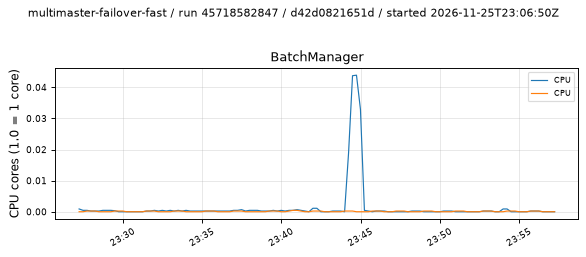 multimaster-failover-fast / run 45718582847 / d42d0821651d / started 2026-11-25T23:06:50Z
BatchManager
CPU cores (1.0 = 1 core)
0.04
0.03
0.02
0.01
0.00
CPU
CPU
23:30
23:35
23:40
23:45
23:50
23:55